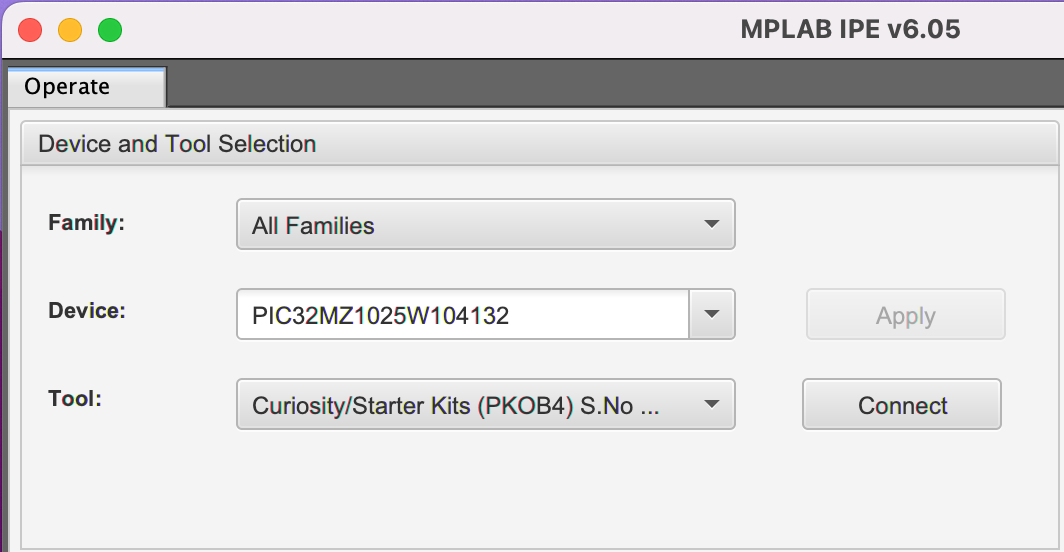 MPLAB IPE v6.05
Operate
Device and Tool Selection
Family:
All Families
Device:
PIC32MZ1025W104132
Apply
Tool:
Curiosity/Starter Kits (PKOB4) S.No ...
Connect